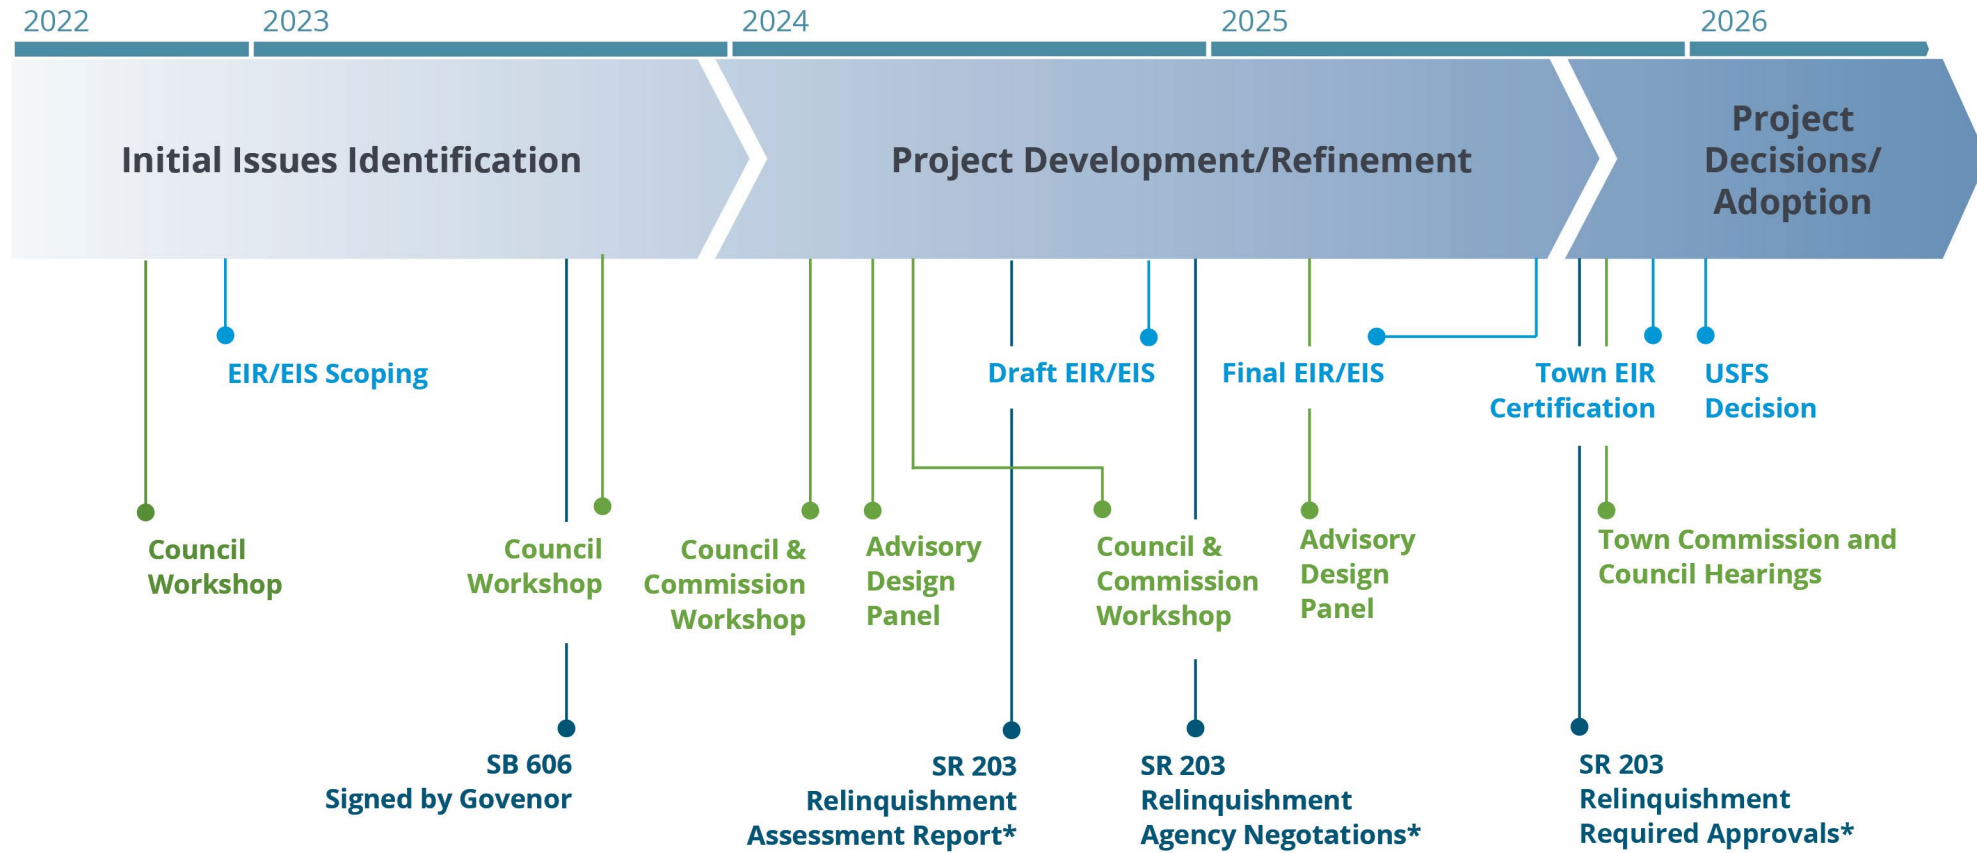 2022
2023
2024
2025
2026
Initial Issues Identification
Project Development/Refinement
Project
Decisions/
Adoption
EIR/EIS Scoping
Draft EIR/EIS
Final EIR/EIS
Town EIR
Certification
USFS
Decision
Council
Workshop
Council
Workshop
Council &
Commission
Workshop
Advisory
Design
Panel
Council &
Commission
Workshop
Advisory
Design
Panel
Town Commission and
Council Hearings
SB 606
Signed by Govenor
SR 203
Relinquishment
Assessment Report*
SR 203
Relinquishment
Agency Negotations*
SR 203
Relinquishment
Required Approvals*